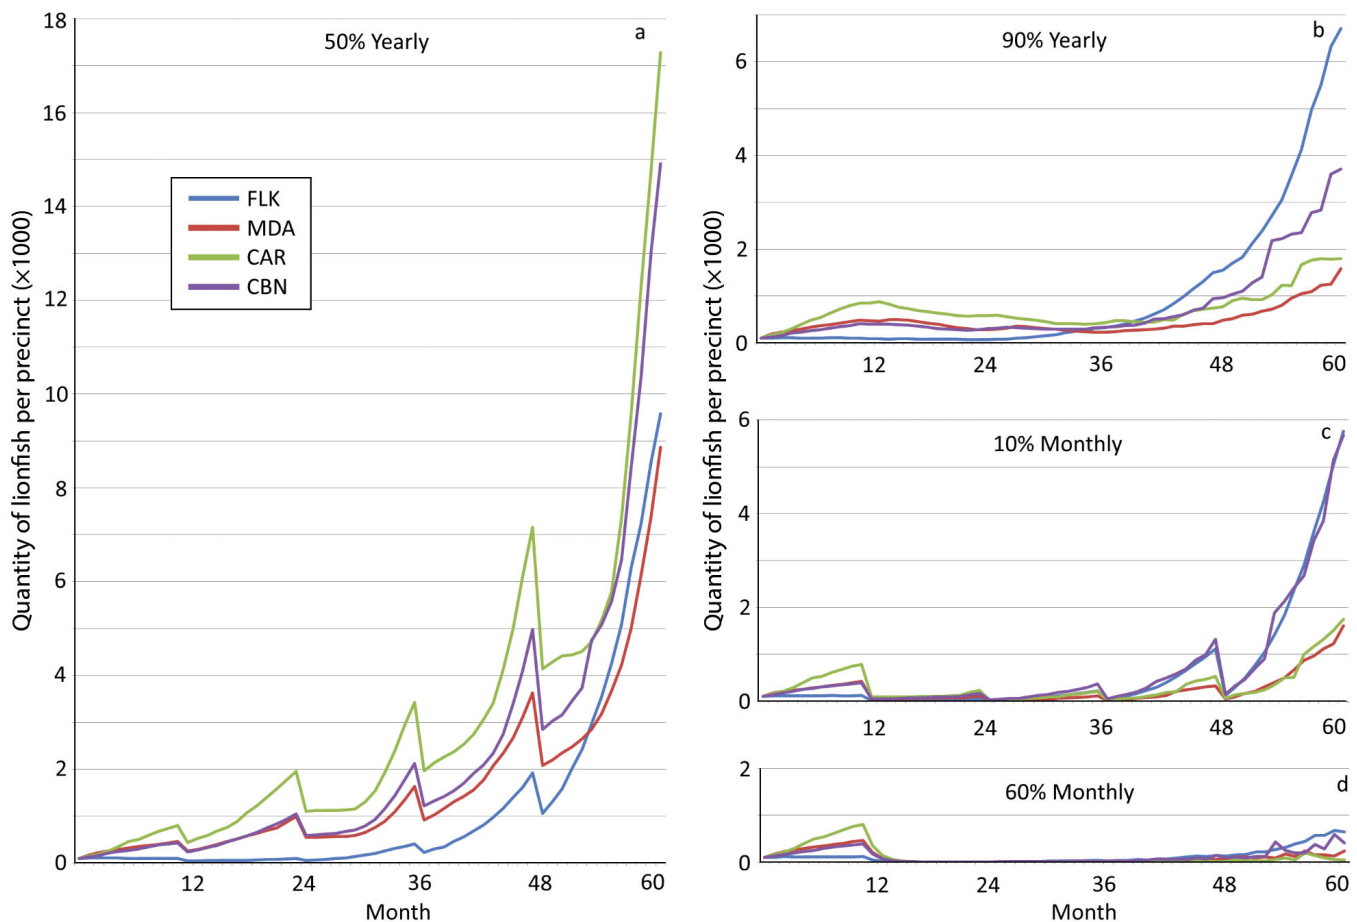 a
50% Yearly
18
16
14
12
10
8
6
4
2
0
Quantity of lionfish per precinct (×1000)
FLK
MDA
CAR
CBN
12
24
36
48
60
Month
b
90% Yearly
6
4
2
0
12
24
36
48
60
Quantity of lionfish per precinct (×1000)
c
10% Monthly
6
4
2
0
12
24
36
48
60
d
60% Monthly
2
0
12
24
36
48
60
Month